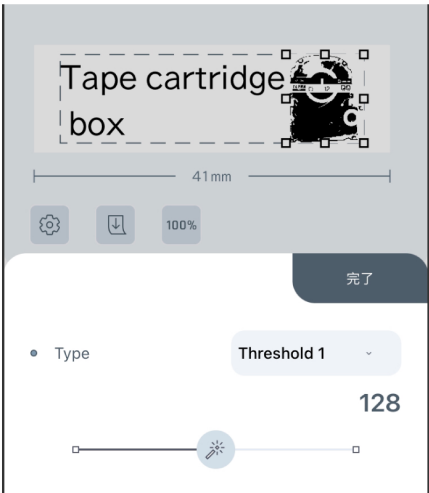 Tape cartridge
box
41mm
100%
完了
Type
Threshold 1
128